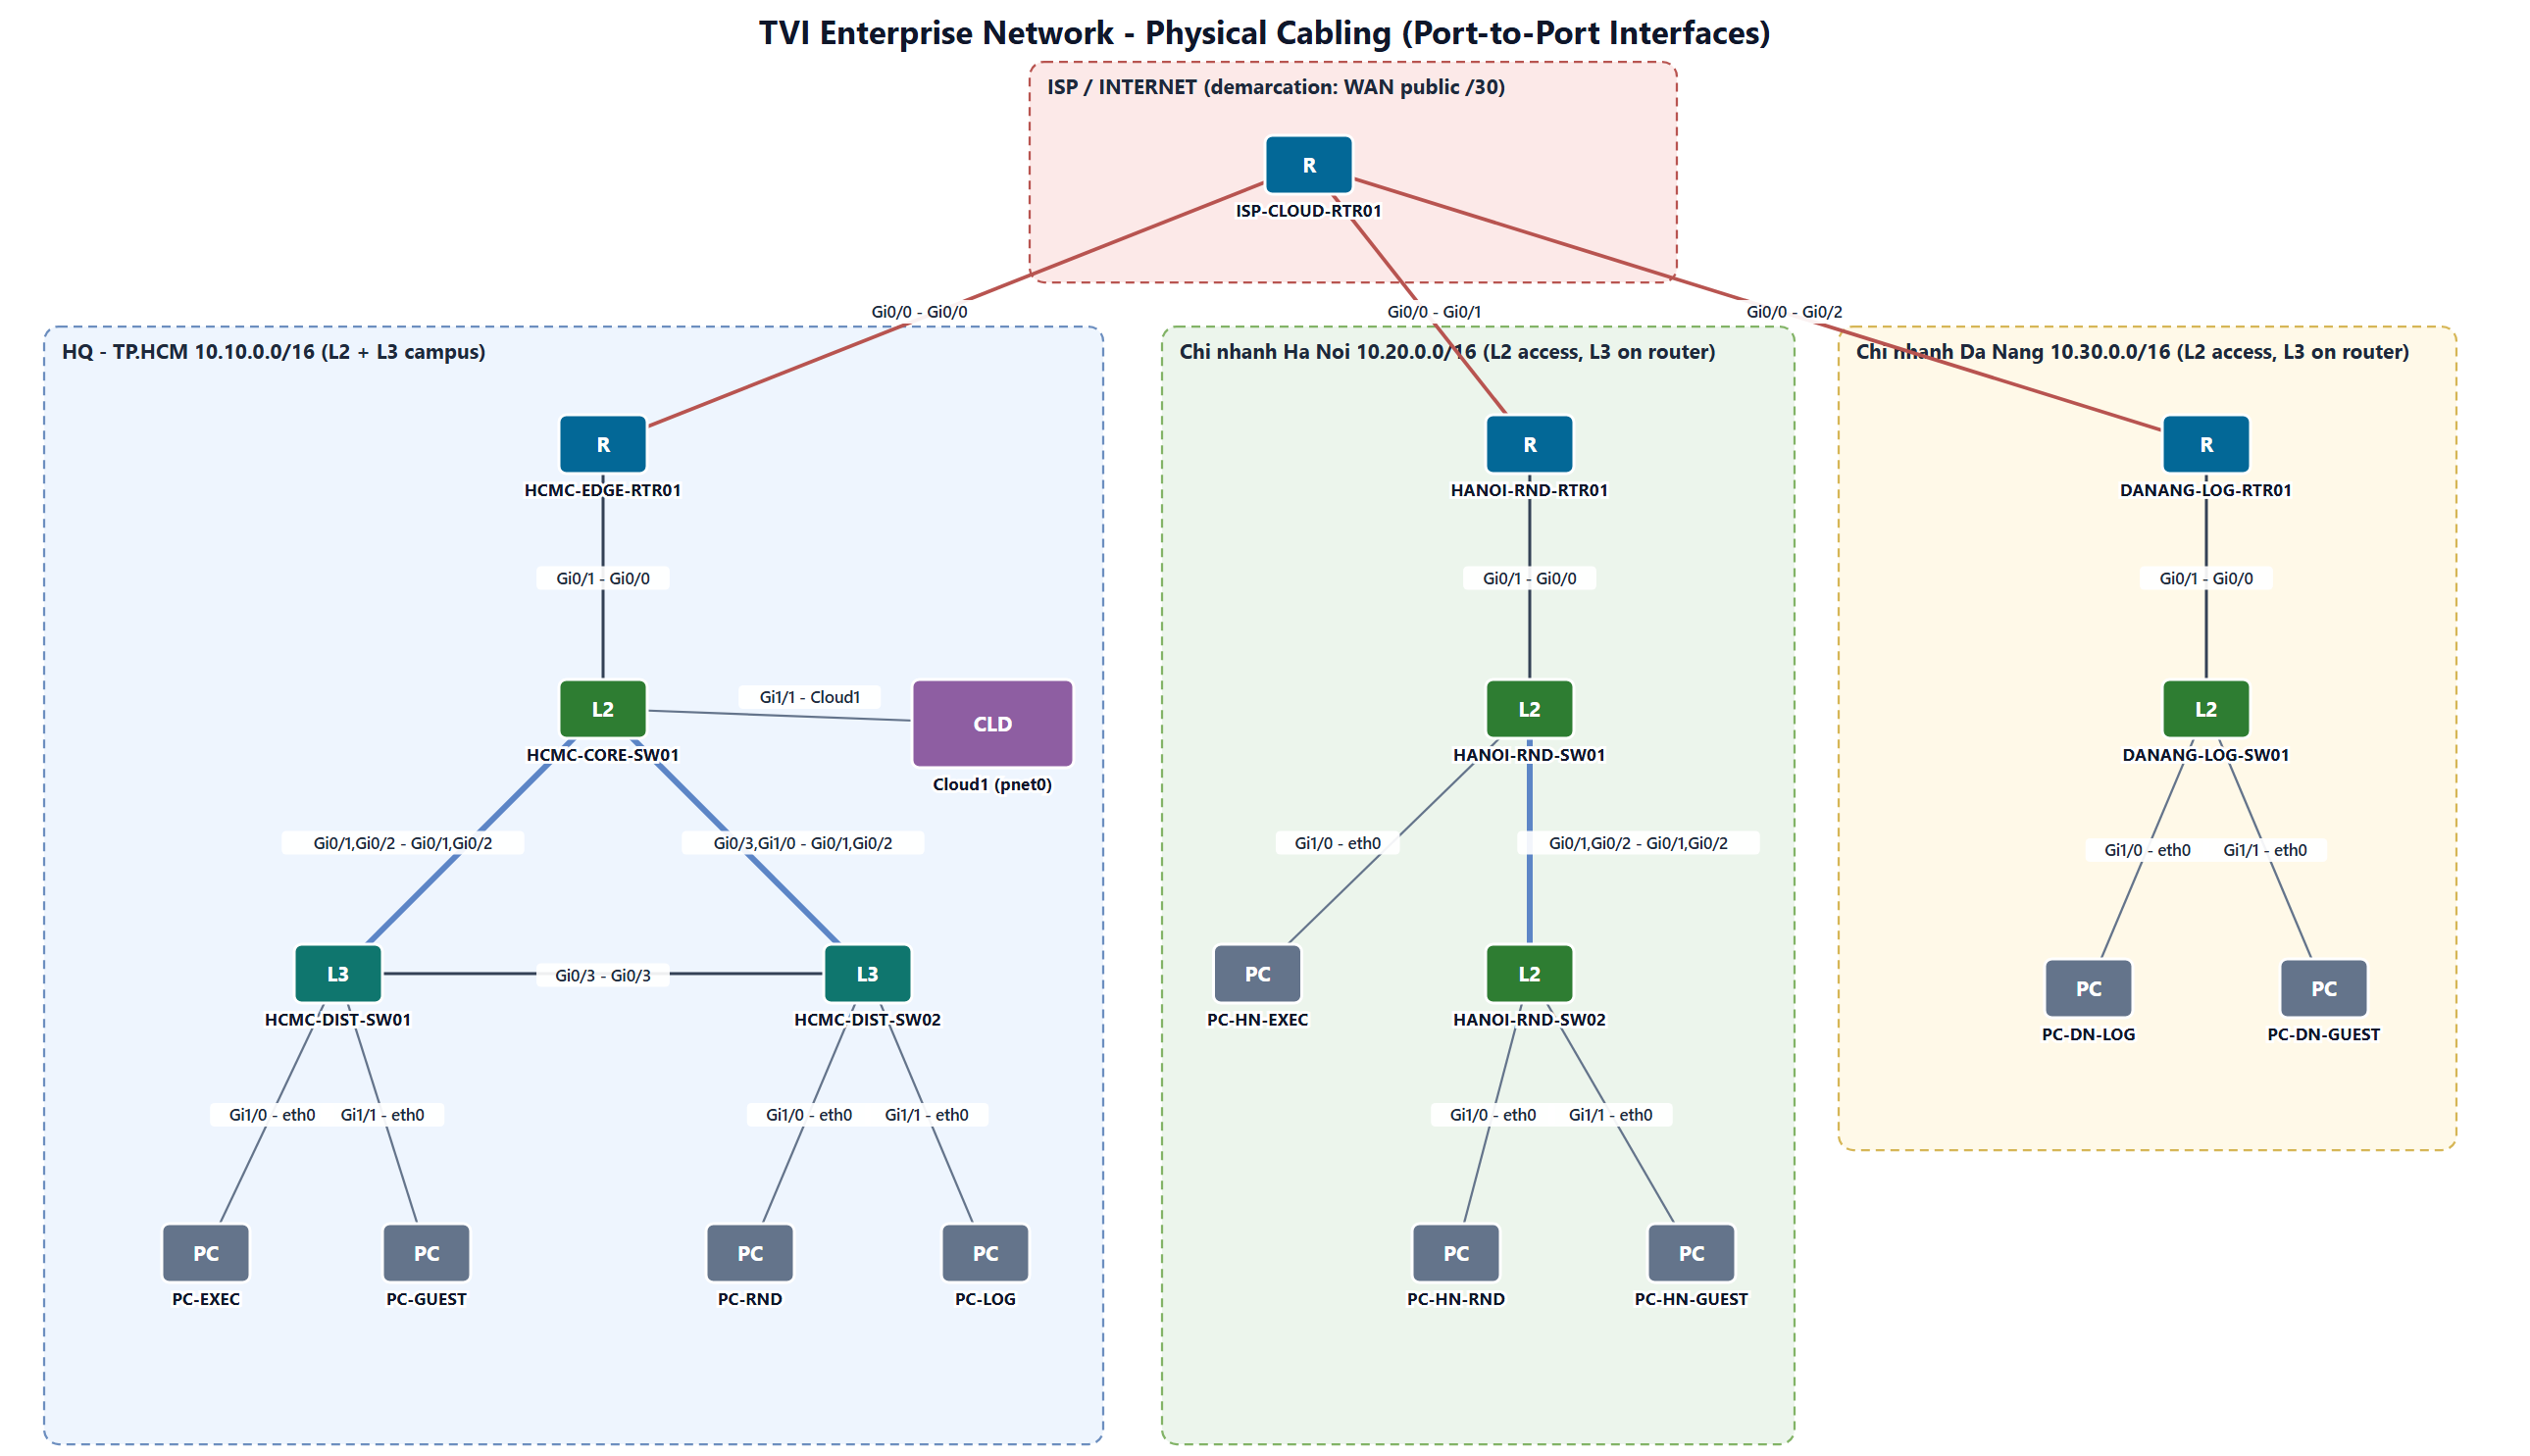 TVI Enterprise Network - Physical Cabling (Port-to-Port Interfaces)
ISP / INTERNET (demarcation: WAN public /30)
R
ISP-CLOUD-RTR01
Gi0/0 - Gi0/0
Gi0/0 - Gi0/1
Gi0/0 - Gi0/2
HQ - TP.HCM 10.10.0.0/16 (L2 + L3 campus)
R
HCMC-EDGE-RTR01
Gi0/1 - Gi0/0
L2
HCMC-CORE-SW01
Gi1/1 - Cloud1
CLD
Cloud1 (pnet0)
Gi0/1,Gi0/2 - Gi0/1,Gi0/2
Gi0/3,Gi1/0 - Gi0/1,Gi0/2
L3
HCMC-DIST-SW01
Gi0/3 - Gi0/3
L3
HCMC-DIST-SW02
Gi1/0 - eth0
Gi1/1 - eth0
Gi1/0 - eth0
Gi1/1 - eth0
PC
PC-EXEC
PC
PC-GUEST
PC
PC-RND
PC
PC-LOG
Chi nhanh Ha Noi 10.20.0.0/16 (L2 access, L3 on router)
R
HANOI-RND-RTR01
Gi0/1 - Gi0/0
L2
HANOI-RND-SW01
Gi1/0 - eth0
Gi0/1,Gi0/2 - Gi0/1,Gi0/2
PC
PC-HN-EXEC
L2
HANOI-RND-SW02
Gi1/0 - eth0
Gi1/1 - eth0
PC
PC-HN-RND
PC
PC-HN-GUEST
Chi nhanh Da Nang 10.30.0.0/16 (L2 access, L3 on router)
R
DANANG-LOG-RTR01
Gi0/1 - Gi0/0
L2
DANANG-LOG-SW01
Gi1/0 - eth0
Gi1/1 - eth0
PC
PC-DN-LOG
PC
PC-DN-GUEST